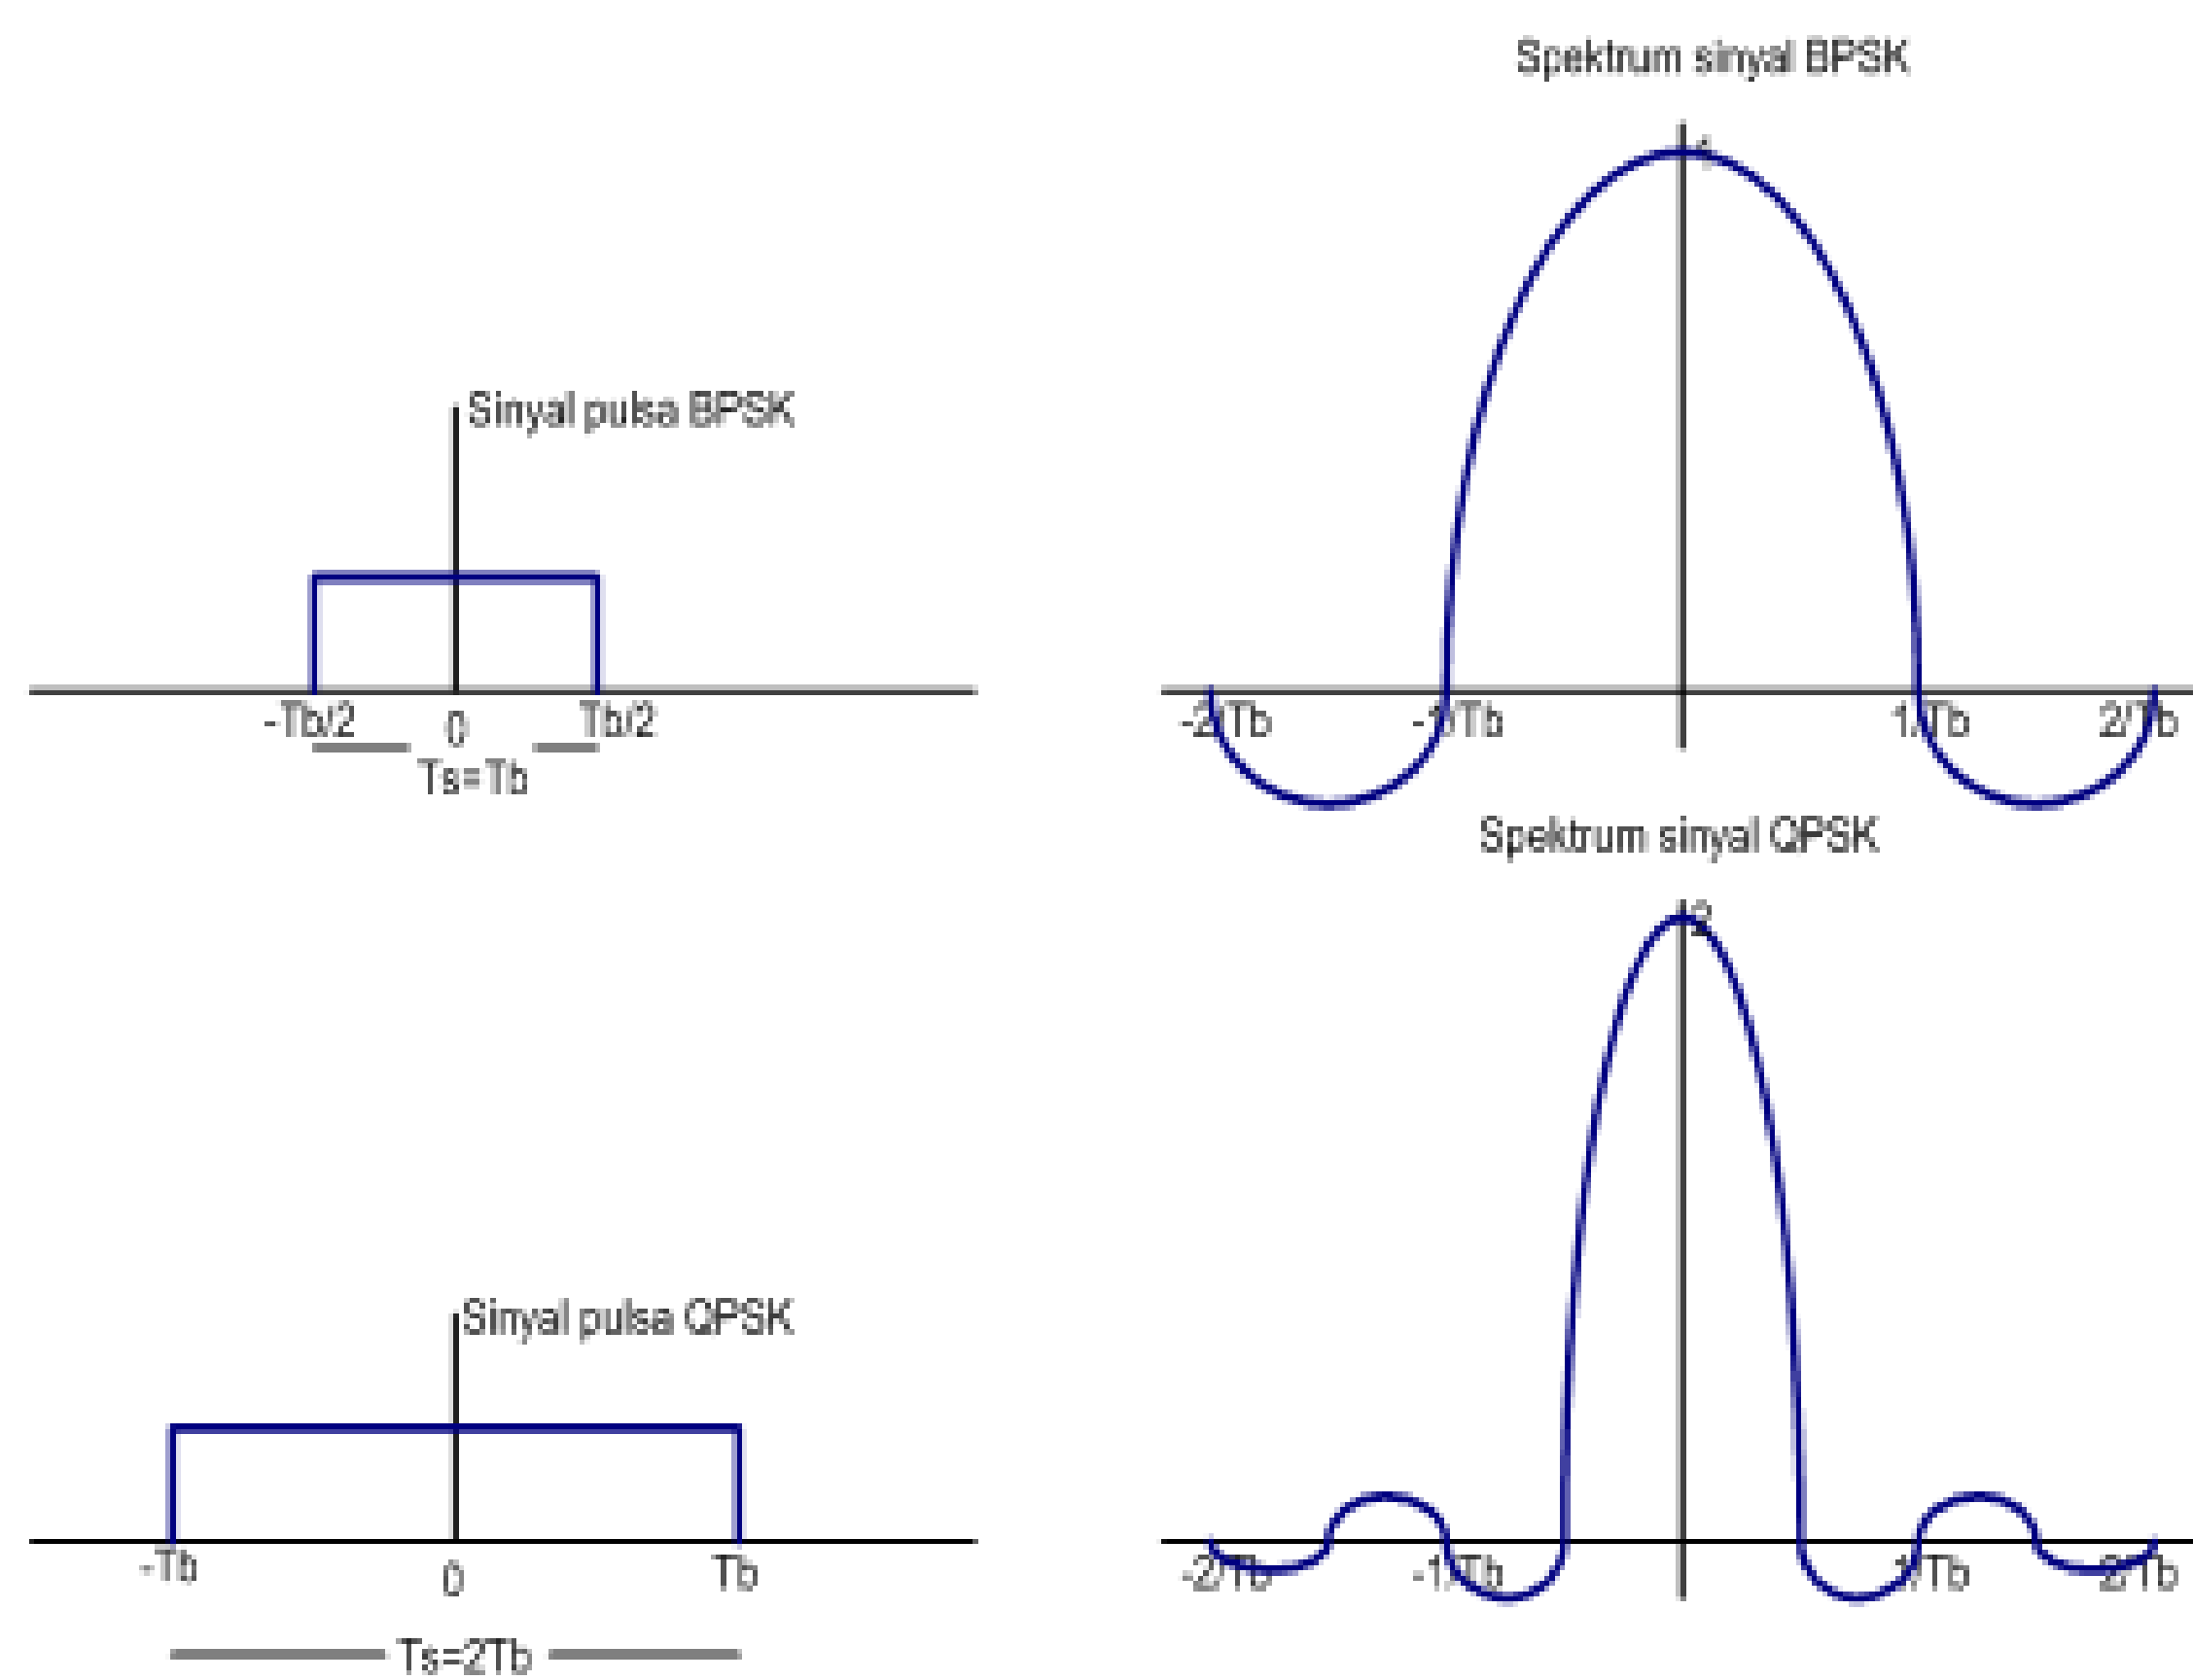 Spektrum sinyal BPSK
1
Sinyal pulsa BPSK
-Tb/2 0 Tb/2
Ts=Tb
-2/Tb -1/Tb 1/Tb 2/Tb
Spektrum sinyal QPSK
2
Sinyal pulsa QPSK
-Tb 0 Tb
Ts=2Tb
-2/Tb -1/Tb 1/Tb 2/Tb